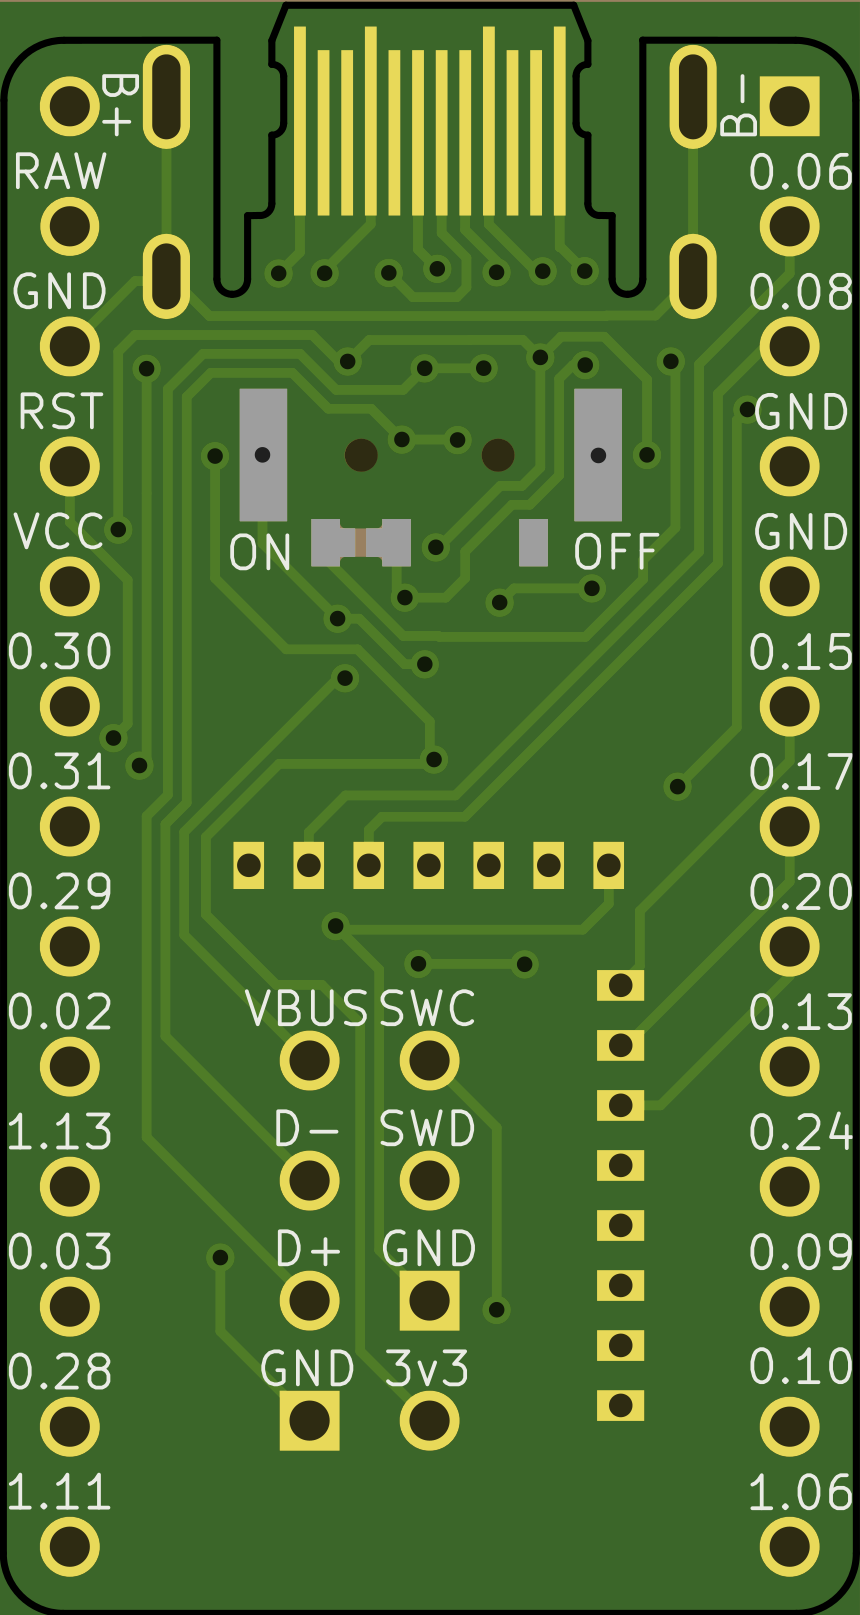 B+
B-
RAW
0.06
GND
0.08
RST
GND
VCC
GND
ON
OFF
0.30
0.15
0.31
0.17
0.29
0.20
0.02
VBUS
SWC
0.13
1.13
D-
SWD
0.24
0.03
D+
GND
0.09
0.28
GND
3v3
0.10
1.11
1.06